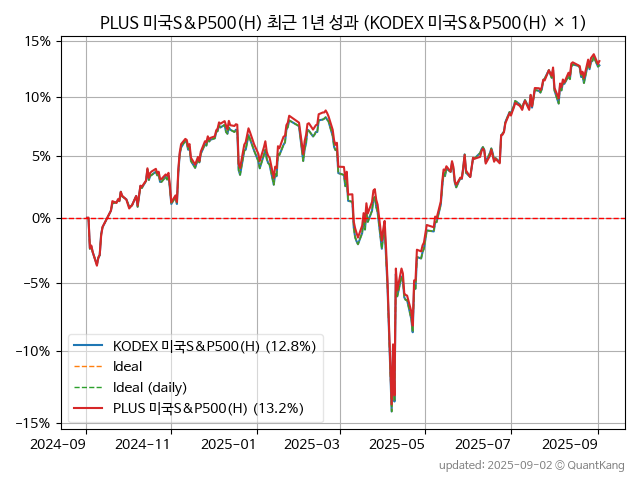 PLUS 미국S&P500(H) 최근 1년 성과 (KODEX 미국S&P500(H) × 1)
15%
10%
5%
0%
−5%
−10%
−15%
KODEX 미국S&P500(H) (12.8%)
Ideal
Ideal (daily)
PLUS 미국S&P500(H) (13.2%)
2024-09 2024-11 2025-01 2025-03 2025-05 2025-07 2025-09
updated: 2025-09-02 © QuantKang